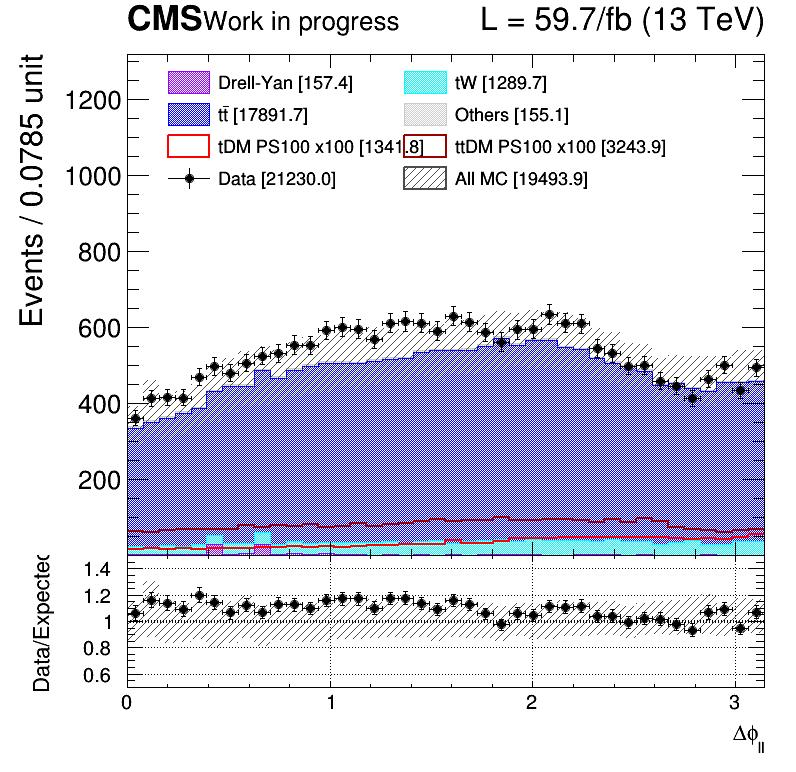 CMS Work in progress L = 59.7/fb (13 TeV)
Events / 0.0785 unit
Drell-Yan [157.4] tW [1289.7]
tt̄ [17891.7] Others [155.1]
tDM PS100 x100 [1341.8] ttDM PS100 x100 [3243.9]
Data [21230.0] All MC [19493.9]
1200
1000
800
600
400
200
Data/Expected
1.4
1.2
1
0.8
0.6
0 1 2 3
Δϕ_ll